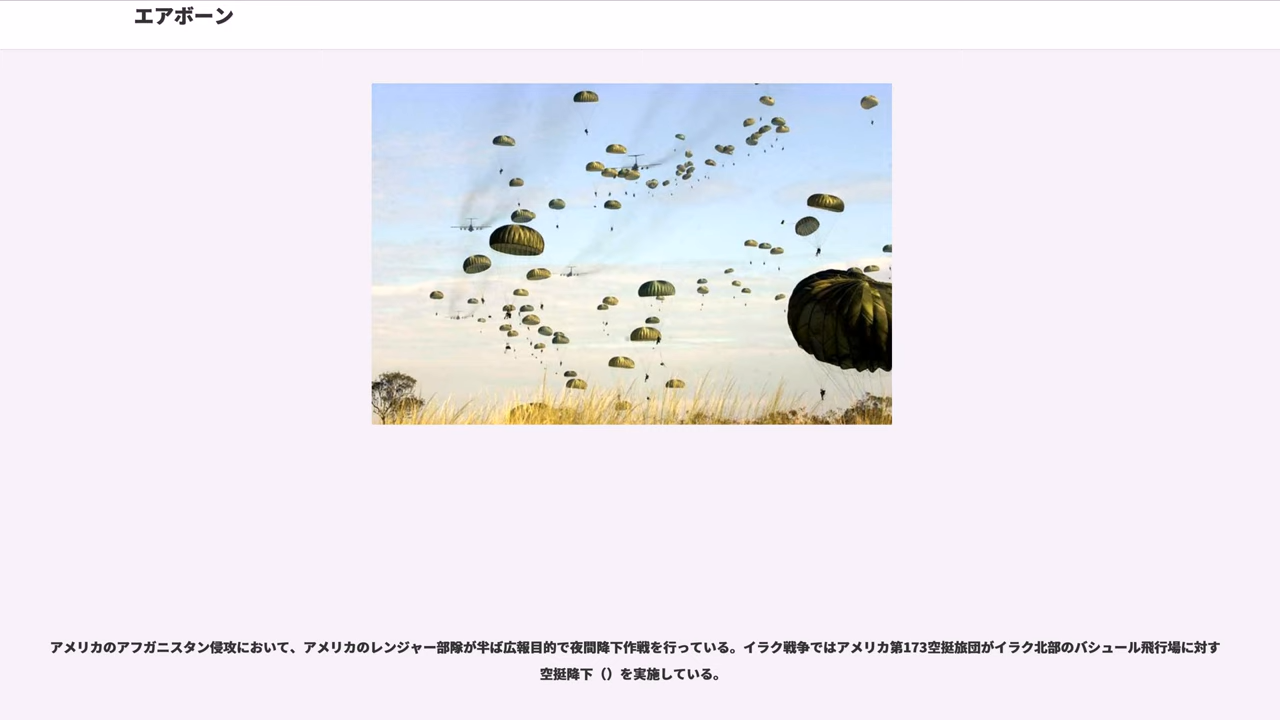 エアボーン
アメリカのアフガニスタン侵攻において、アメリカのレンジャー部隊が半ば広報目的で夜間降下作戦を行っている。イラク戦争ではアメリカ第173空挺旅団がイラク北部のバシュール飛行場に対す
空挺降下（）を実施している。